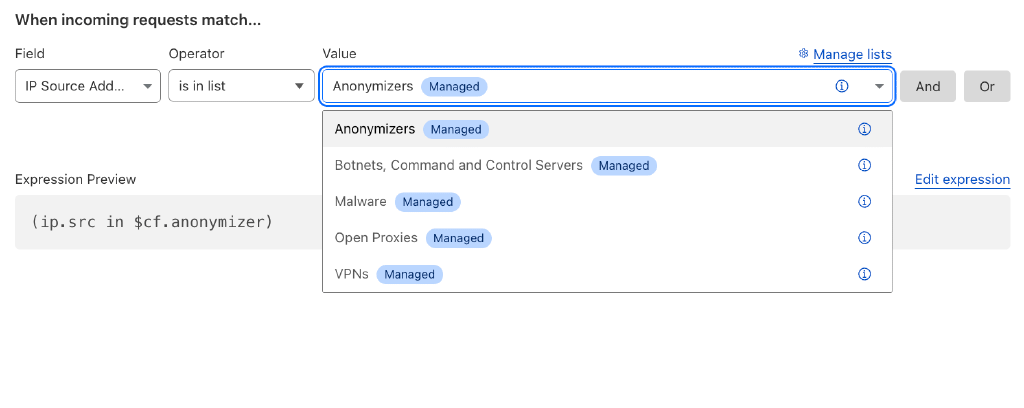 When incoming requests match...
Field Operator Value Manage lists
IP Source Add... is in list Anonymizers Managed And Or
Anonymizers Managed
Botnets, Command and Control Servers Managed
Malware Managed
Open Proxies Managed
VPNs Managed
Expression Preview Edit expression
(ip.src in $cf.anonymizer)